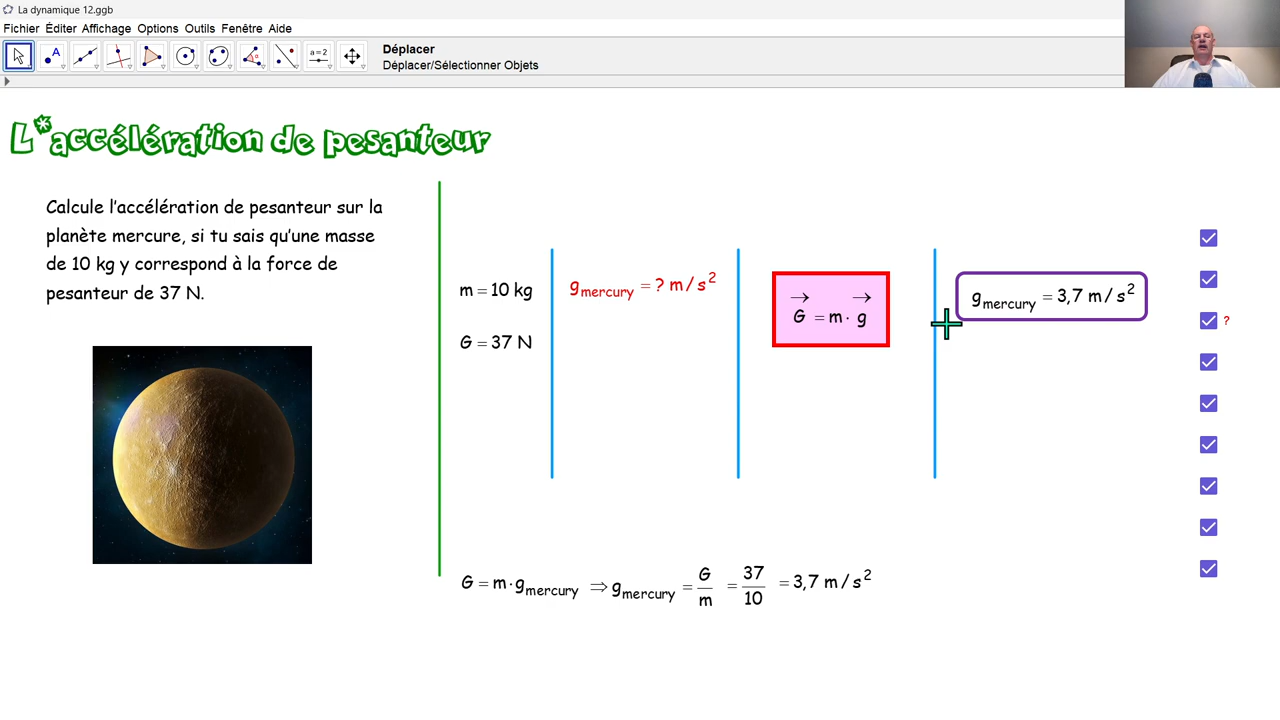 La dynamique 12.ggb
Fichier Éditer Affichage Options Outils Fenêtre Aide
A
a=2
Déplacer
Déplacer/Sélectionner Objets
L*accélération de pesanteur
Calcule l'accélération de pesanteur sur la
planète mercure, si tu sais qu'une masse
de 10 kg y correspond à la force de
pesanteur de 37 N.
m = 10 kg
G = 37 N
g_mercury = ? m / s²
G⃗ = m · g⃗
g_mercury = 3,7 m / s²
?
G = m · g_mercury ⇒ g_mercury = G/m = 37/10 = 3,7 m / s²